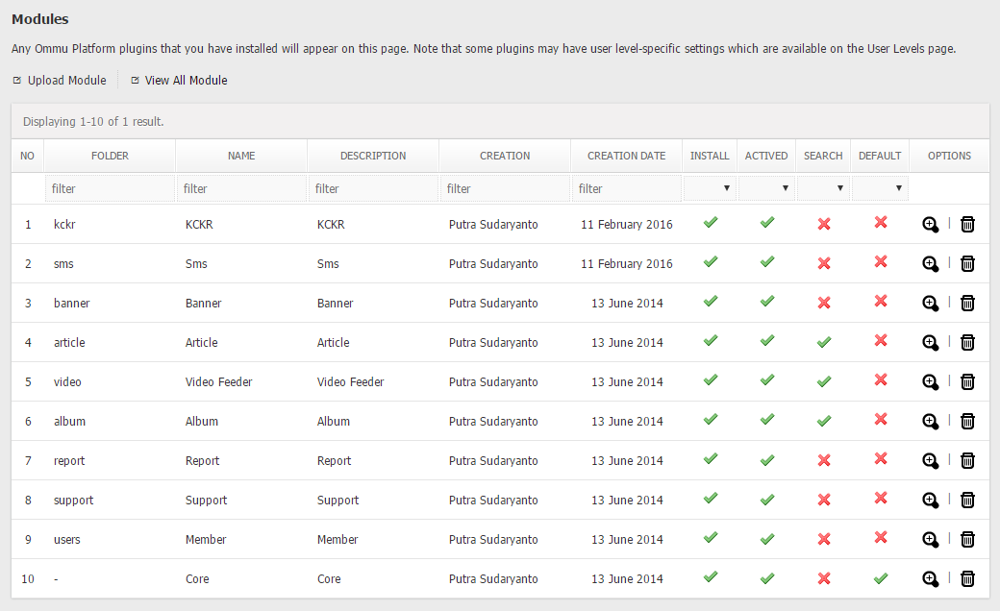 Modules
Any Ommu Platform plugins that you have installed will appear on this page. Note that some plugins may have user level-specific settings which are available on the User Levels page.
Upload Module View All Module
Displaying 1-10 of 1 result.
NO FOLDER NAME DESCRIPTION CREATION CREATION DATE INSTALL ACTIVED SEARCH DEFAULT OPTIONS
filter filter filter filter filter
1 kckr KCKR KCKR Putra Sudaryanto 11 February 2016 |
2 sms Sms Sms Putra Sudaryanto 11 February 2016 |
3 banner Banner Banner Putra Sudaryanto 13 June 2014 |
4 article Article Article Putra Sudaryanto 13 June 2014 |
5 video Video Feeder Video Feeder Putra Sudaryanto 13 June 2014 |
6 album Album Album Putra Sudaryanto 13 June 2014 |
7 report Report Report Putra Sudaryanto 13 June 2014 |
8 support Support Support Putra Sudaryanto 13 June 2014 |
9 users Member Member Putra Sudaryanto 13 June 2014 |
10 - Core Core Putra Sudaryanto 13 June 2014 |